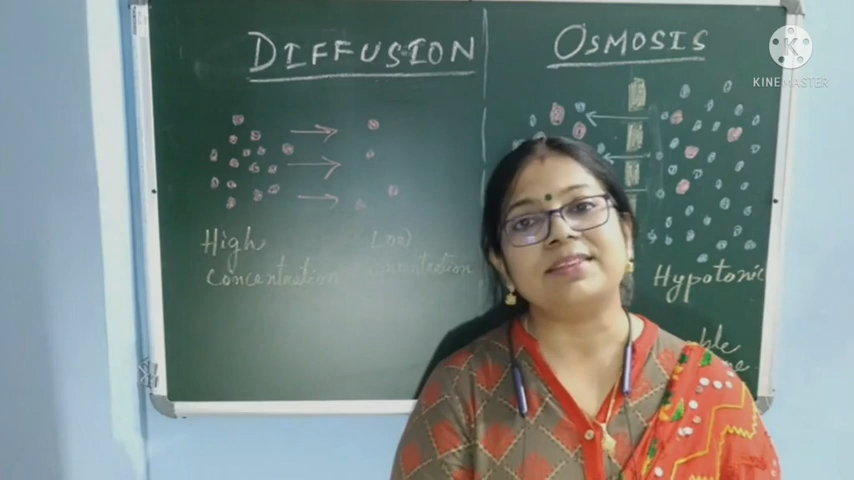 DIFFUSION
OSMOSIS
K
KINEMASTER
High
concentration
Low
concentration
Hypotonic